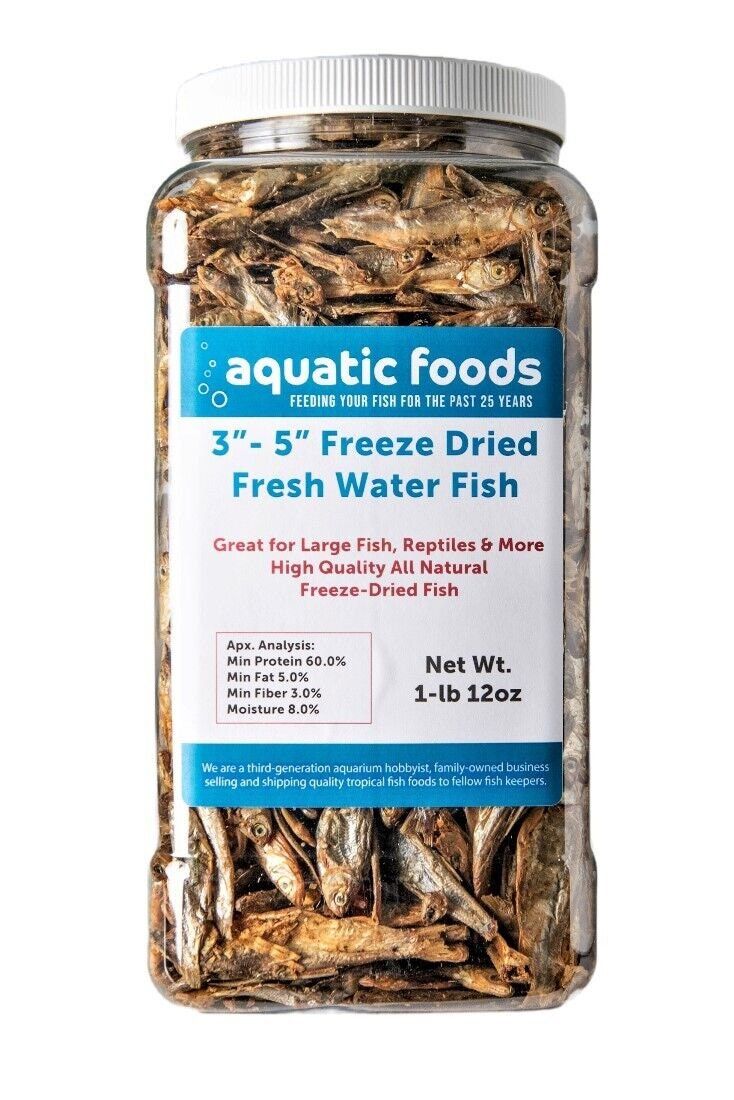 aquatic foods
FEEDING YOUR FISH FOR THE PAST 25 YEARS
3"- 5" Freeze Dried
Fresh Water Fish
Great for Large Fish, Reptiles & More
High Quality All Natural
Freeze-Dried Fish
Apx. Analysis:
Min Protein 60.0%
Min Fat 5.0%
Min Fiber 3.0%
Moisture 8.0%
Net Wt.
1-lb 12oz
We are a third-generation aquarium hobbyist, family-owned business
selling and shipping quality tropical fish foods to fellow fish keepers.